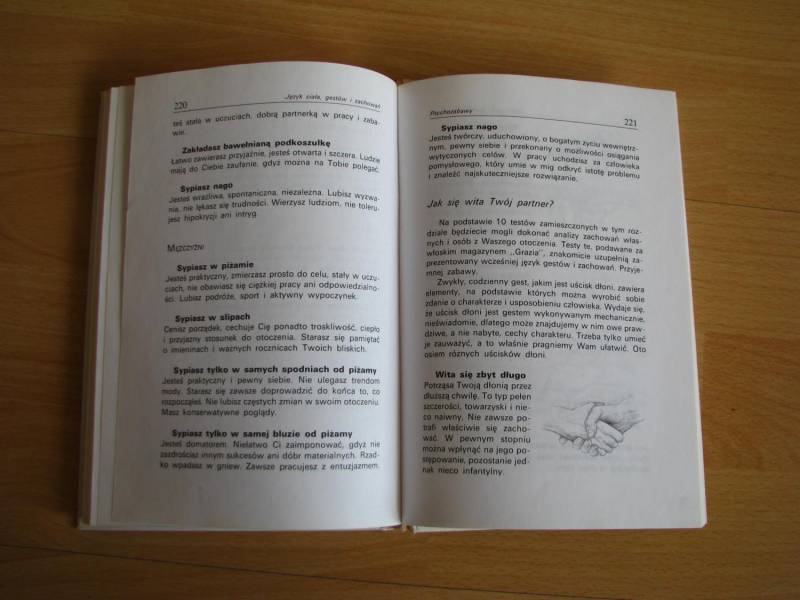 220
Język ciała, gestów i zachowań
teś stała w uczuciach, dobrą partnerką w pracy i zaba-
wie.
Zakładasz bawełnianą podkoszulkę
Łatwo zawierasz przyjaźnie, jesteś otwarta i szczera. Ludzie
mają do Ciebie zaufanie, gdyż można na Tobie polegać.
Sypiasz nago
Jesteś wrażliwa, spontaniczna, niezależna. Lubisz wyzwa-
nia, nie lękasz się trudności. Wierzysz ludziom, nie toleru-
jesz hipokryzji ani intryg.
MĘŻCZYŹNI
Sypiasz w piżamie
Jesteś praktyczny, zmierzasz prosto do celu, stały w uczu-
ciach, nie obawiasz się ciężkiej pracy ani odpowiedzialno-
ści. Lubisz podróże, sport i aktywny wypoczynek.
Sypiasz w slipach
Cenisz porządek, cechuje Cię ponadto troskliwość, ciepło
i przyjazny stosunek do otoczenia. Starasz się pamiętać
o imieninach i ważnych rocznicach Twoich bliskich.
Sypiasz tylko w samych spodniach od piżamy
Jesteś praktyczny i pewny siebie. Nie ulegasz trendom
mody. Starasz się zawsze doprowadzić do końca to, co
rozpocząłeś. Nie lubisz częstych zmian w swoim otoczeniu.
Masz konserwatywne poglądy.
Sypiasz tylko w samej bluzie od piżamy
Jesteś domatorem. Niełatwo Ci zaimponować, gdyż nie
zazdrościsz innym sukcesów ani dóbr materialnych. Rzad-
ko wpadasz w gniew. Zawsze pracujesz z entuzjazmem.
Psychozabawy
221
Sypiasz nago
Jesteś twórczy, uduchowiony, o bogatym życiu wewnętrz-
nym, pewny siebie i przekonany o możliwości osiągania
wytyczonych celów. W pracy uchodzisz za człowieka
pomysłowego, który umie w mig odkryć istotę problemu
i znaleźć najskuteczniejsze rozwiązanie.
Jak się wita Twój partner?
Na podstawie 10 testów zamieszczonych w tym roz-
dziale będziecie mogli dokonać analizy zachowań włas-
nych i osób z Waszego otoczenia. Testy te, podawane za
włoskim magazynem ,,Grazia", znakomicie uzupełnią za-
prezentowany wcześniej język gestów i zachowań. Przyje-
mnej zabawy.
Zwykły, codzienny gest, jakim jest uścisk dłoni, zawiera
elementy, na podstawie których można wyrobić sobie
zdanie o charakterze i usposobieniu człowieka. Wydaje się,
że uścisk dłoni jest gestem wykonywanym mechanicznie,
nieświadomie, dlatego może znajdujemy w nim owe praw-
dziwe, a nie nabyte, cechy charakteru. Trzeba tylko umieć
je zauważyć, a to właśnie pragniemy Wam ułatwić. Oto
osiem różnych uścisków dłoni.
Wita się zbyt długo
Potrząsa Twoją dłonią przez
dłuższą chwilę. To typ pełen
szczerości, towarzyski i nie-
co naiwny. Nie zawsze po-
trafi właściwie się zacho-
wać. W pewnym stopniu
można wpłynąć na jego po-
stępowanie, pozostanie jed-
nak nieco infantylny.